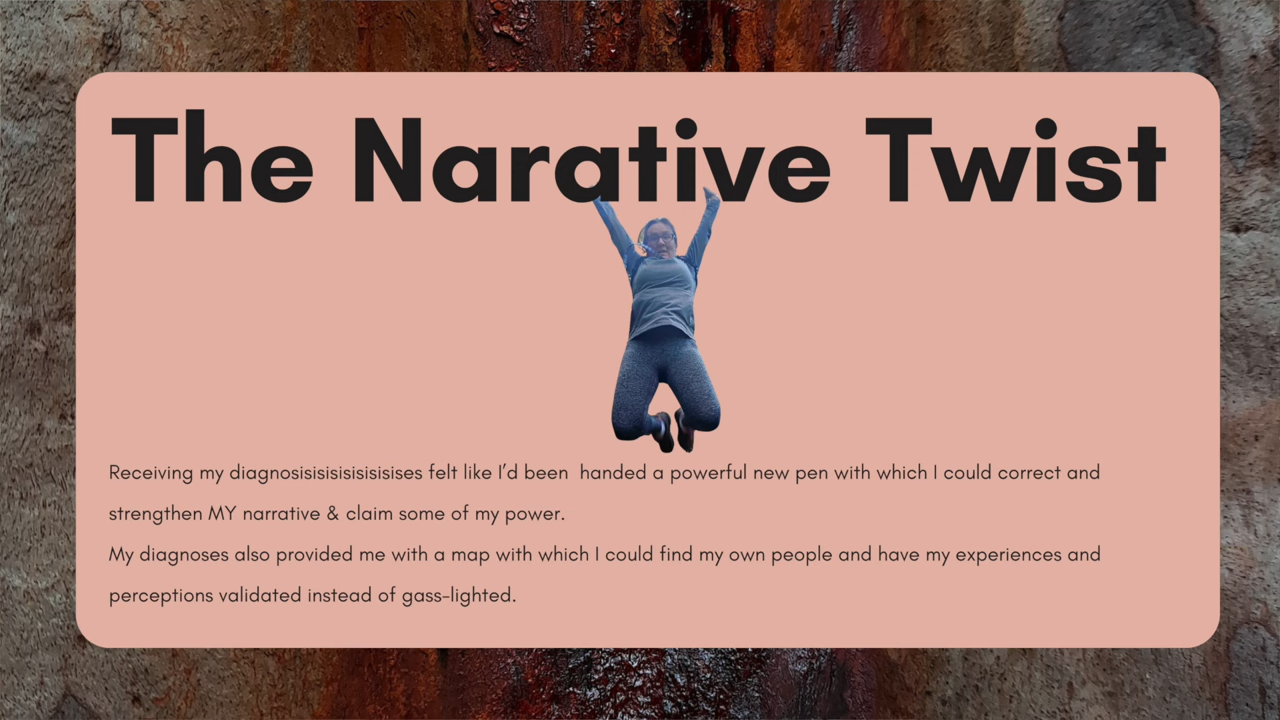 The Narative Twist
Receiving my diagnosisisisisisisisises felt like I'd been  handed a powerful new pen with which I could correct and
strengthen MY narrative & claim some of my power.
My diagnoses also provided me with a map with which I could find my own people and have my experiences and
perceptions validated instead of gass-lighted.